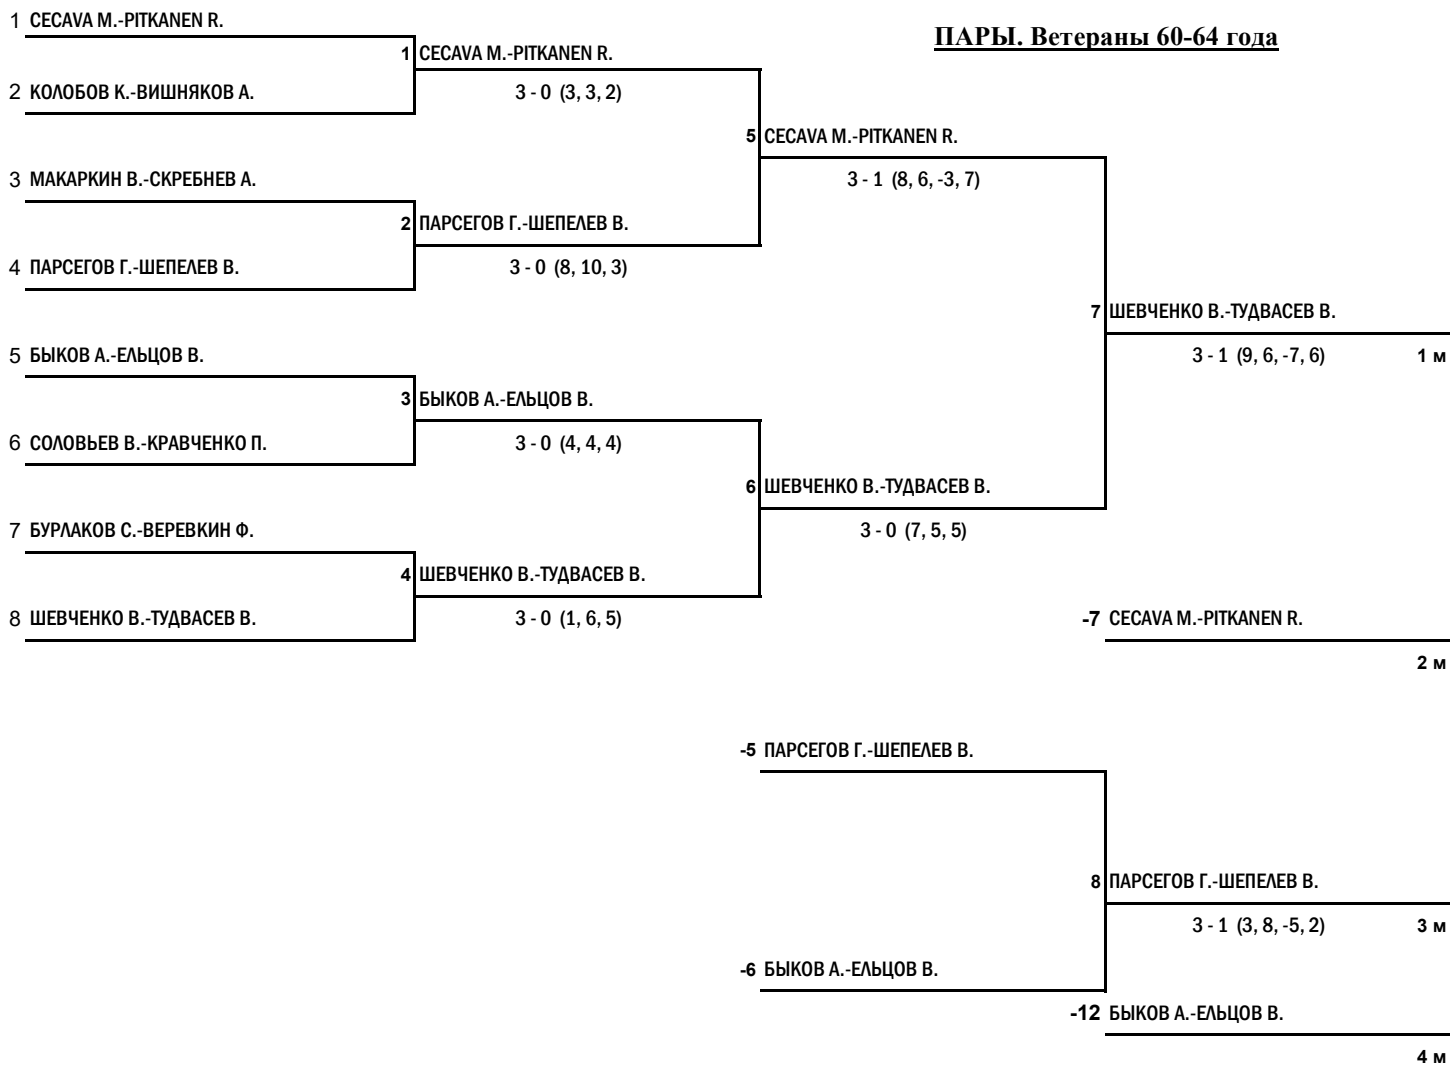 1 CECAVA M.-PITKANEN R.
ПАРЫ. Ветераны 60-64 года
1 CECAVA M.-PITKANEN R.
2 КОЛОБОВ К.-ВИШНЯКОВ А.
3 - 0 (3, 3, 2)
5 CECAVA M.-PITKANEN R.
3 МАКАРКИН В.-СКРЕБНЕВ А.
3 - 1 (8, 6, -3, 7)
2 ПАРСЕГОВ Г.-ШЕПЕЛЕВ В.
4 ПАРСЕГОВ Г.-ШЕПЕЛЕВ В.
3 - 0 (8, 10, 3)
7 ШЕВЧЕНКО В.-ТУДВАСЕВ В.
5 БЫКОВ А.-ЕЛЬЦОВ В.
3 - 1 (9, 6, -7, 6) 1 м
3 БЫКОВ А.-ЕЛЬЦОВ В.
6 СОЛОВЬЕВ В.-КРАВЧЕНКО П.
3 - 0 (4, 4, 4)
6 ШЕВЧЕНКО В.-ТУДВАСЕВ В.
7 БУРЛАКОВ С.-ВЕРЕВКИН Ф.
3 - 0 (7, 5, 5)
4 ШЕВЧЕНКО В.-ТУДВАСЕВ В.
8 ШЕВЧЕНКО В.-ТУДВАСЕВ В.
3 - 0 (1, 6, 5)
-7 CECAVA M.-PITKANEN R.
2 м
-5 ПАРСЕГОВ Г.-ШЕПЕЛЕВ В.
8 ПАРСЕГОВ Г.-ШЕПЕЛЕВ В.
3 - 1 (3, 8, -5, 2) 3 м
-6 БЫКОВ А.-ЕЛЬЦОВ В.
-12 БЫКОВ А.-ЕЛЬЦОВ В.
4 м